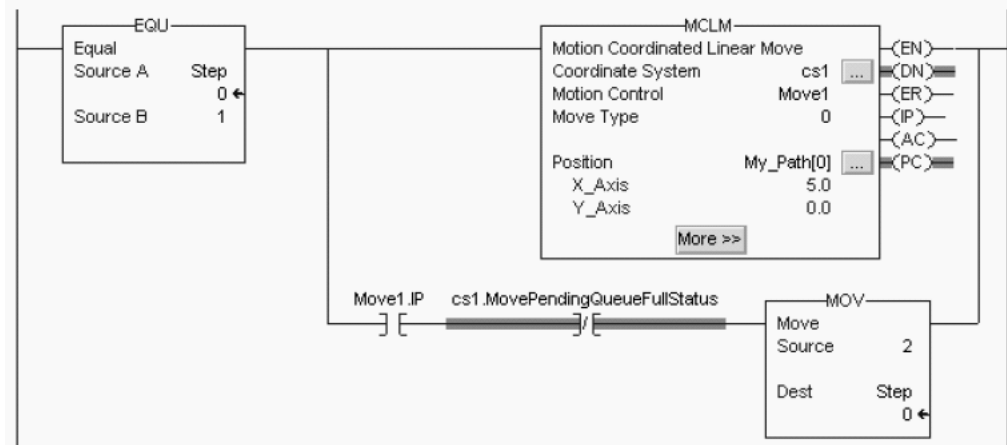 EQU
Equal
Source A Step
0
Source B 1
MCLM
Motion Coordinated Linear Move
Coordinate System cs1 ...
Motion Control Move1
Move Type 0
Position My_Path[0] ...
X_Axis 5.0
Y_Axis 0.0
More >>
(EN)
(DN)
(ER)
(IP)
(AC)
(PC)
Move1.IP cs1.MovePendingQueueFullStatus
MOV
Move
Source 2
Dest Step
0